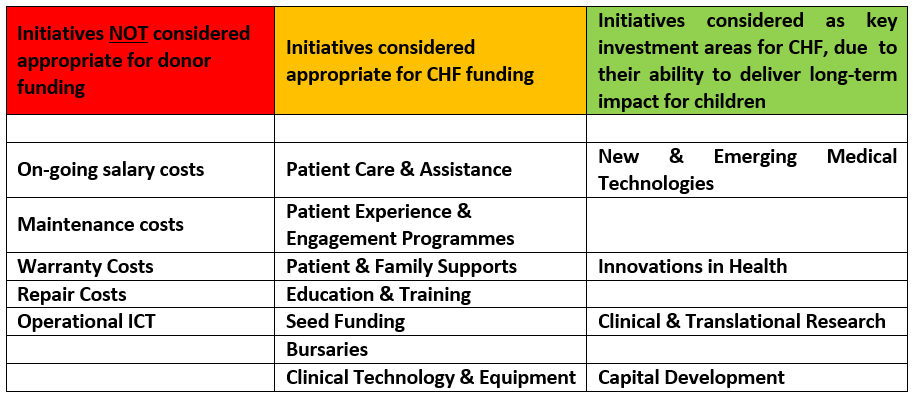 Initiatives NOT considered
appropriate for donor
funding
Initiatives considered
appropriate for CHF funding
Initiatives considered as key
investment areas for CHF, due to
their ability to deliver long-term
impact for children
On-going salary costs
Patient Care & Assistance
New & Emerging Medical
Technologies
Maintenance costs
Patient Experience &
Engagement Programmes
Warranty Costs
Patient & Family Supports
Innovations in Health
Repair Costs
Education & Training
Operational ICT
Seed Funding
Clinical & Translational Research
Bursaries
Clinical Technology & Equipment
Capital Development